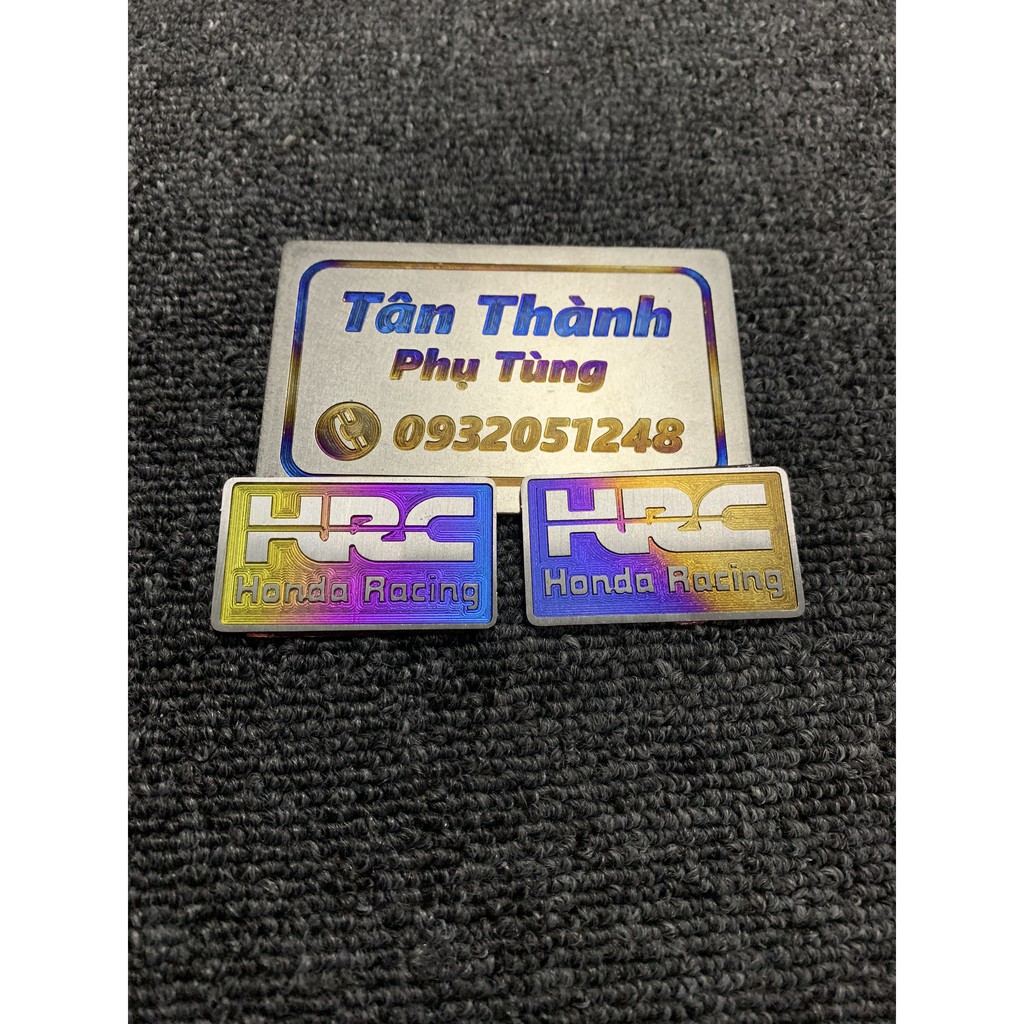 Tân Thành
Phụ Tùng
0932051248
HRC
Honda Racing
HRC
Honda Racing